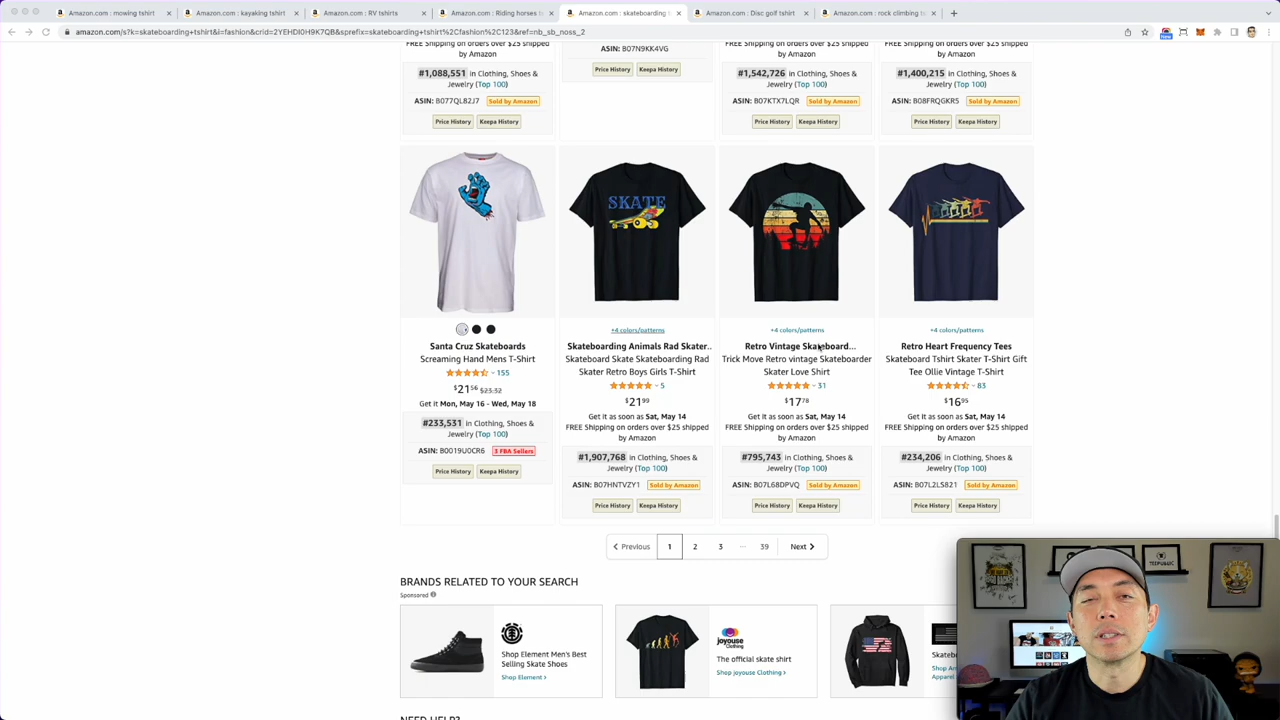 Amazon.com : mowing tshirt
Amazon.com : kayaking tshirt
Amazon.com : RV tshirts
Amazon.com : Riding horses t
Amazon.com : skateboarding t
Amazon.com : Disc golf tshirt
Amazon.com : rock climbing t
amazon.com/s?k=skateboarding+tshirt&i=fashion&crid=2YEHDI0H9K7QB&sprefix=skateboarding+tshirt%2Cfashion%2C123&ref=nb_sb_noss_2
New
FREE Shipping on orders over $25 shipped
by Amazon
#1,088,551 in Clothing, Shoes &
Jewelry (Top 100)
ASIN: B077QL82J7 Sold by Amazon
Price History Keepa History
ASIN: B07N9KK4VG
Price History Keepa History
FREE Shipping on orders over $25 shipped
by Amazon
#1,542,726 in Clothing, Shoes &
Jewelry (Top 100)
ASIN: B07KTX7LQR Sold by Amazon
Price History Keepa History
FREE Shipping on orders over $25 shipped
by Amazon
#1,400,215 in Clothing, Shoes &
Jewelry (Top 100)
ASIN: B08FRQGKR5 Sold by Amazon
Price History Keepa History
Santa Cruz Skateboards
Screaming Hand Mens T-Shirt
155
$21 56 $23.32
Get it Mon, May 16 - Wed, May 18
#233,531 in Clothing, Shoes &
Jewelry (Top 100)
ASIN: B0019U0CR6 3 FBA Sellers
Price History Keepa History
SKATE
+4 colors/patterns
Skateboarding Animals Rad Skater..
Skateboard Skate Skateboarding Rad
Skater Retro Boys Girls T-Shirt
5
$21 99
Get it as soon as Sat, May 14
FREE Shipping on orders over $25 shipped
by Amazon
#1,907,768 in Clothing, Shoes &
Jewelry (Top 100)
ASIN: B07HNTVZY1 Sold by Amazon
Price History Keepa History
+4 colors/patterns
Retro Vintage Skateboard...
Trick Move Retro vintage Skateboarder
Skater Love Shirt
31
$17 78
Get it as soon as Sat, May 14
FREE Shipping on orders over $25 shipped
by Amazon
#795,743 in Clothing, Shoes &
Jewelry (Top 100)
ASIN: B07L68DPVQ Sold by Amazon
Price History Keepa History
+4 colors/patterns
Retro Heart Frequency Tees
Skateboard Tshirt Skater T-Shirt Gift
Tee Ollie Vintage T-Shirt
83
$16 95
Get it as soon as Sat, May 14
FREE Shipping on orders over $25 shipped
by Amazon
#234,206 in Clothing, Shoes &
Jewelry (Top 100)
ASIN: B07L2LS821 Sold by Amazon
Price History Keepa History
Previous 1 2 3 ... 39 Next
BRANDS RELATED TO YOUR SEARCH
Sponsored
element
Shop Element Men's Best
Selling Skate Shoes
Shop Element
joyouse
Clothing
The official skate shirt
Shop joyouse Clothing
Skateb
Shop Am
Apparel
TEEPUBLIC
NEED HELP?